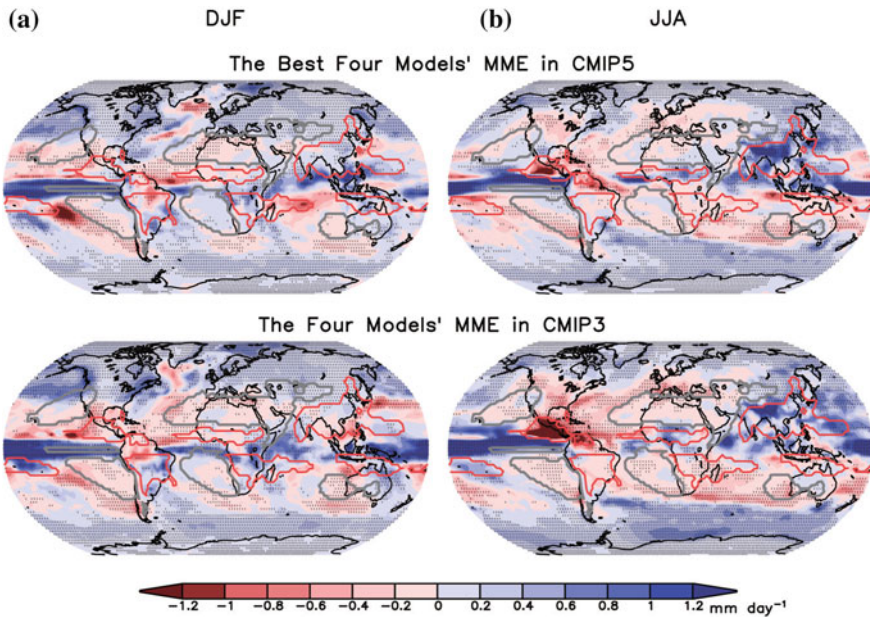 (a) DJF (b) JJA
The Best Four Models' MME in CMIP5
The Four Models' MME in CMIP3
-1.2 -1 -0.8 -0.6 -0.4 -0.2 0 0.2 0.4 0.6 0.8 1 1.2 mm day⁻¹